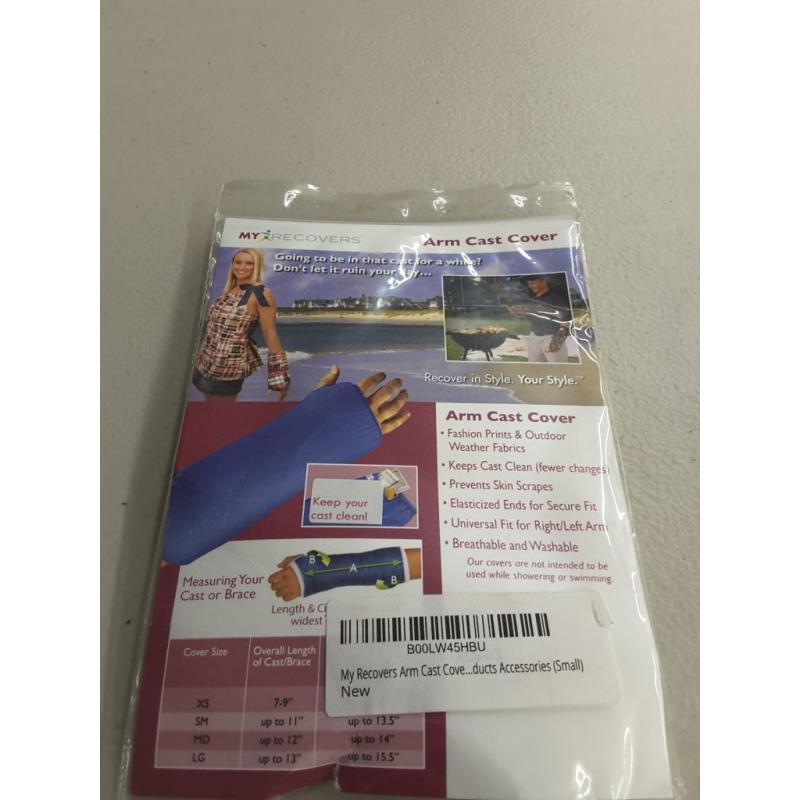 MY RECOVERS
Arm Cast Cover
Going to be in that cast for a while?
Don't let it ruin your day...
Recover in Style. Your Style.™
Arm Cast Cover
• Fashion Prints & Outdoor
Weather Fabrics
• Keeps Cast Clean (fewer changes)
• Prevents Skin Scrapes
• Elasticized Ends for Secure Fit
• Universal Fit for Right/Left Arm
• Breathable and Washable
Our covers are not intended to be
used while showering or swimming.
Keep your
cast clean!
B
A
B
Measuring Your
Cast or Brace
Length &
widest
B00LW45HBU
My Recovers Arm Cast Cove...ducts Accessories (Small)
New
Cover Size
Overall Length
of Cast/Brace
XS 7-9"
SM up to 11" up to 13.5"
MD up to 12" up to 14"
LG up to 13" up to 15.5"